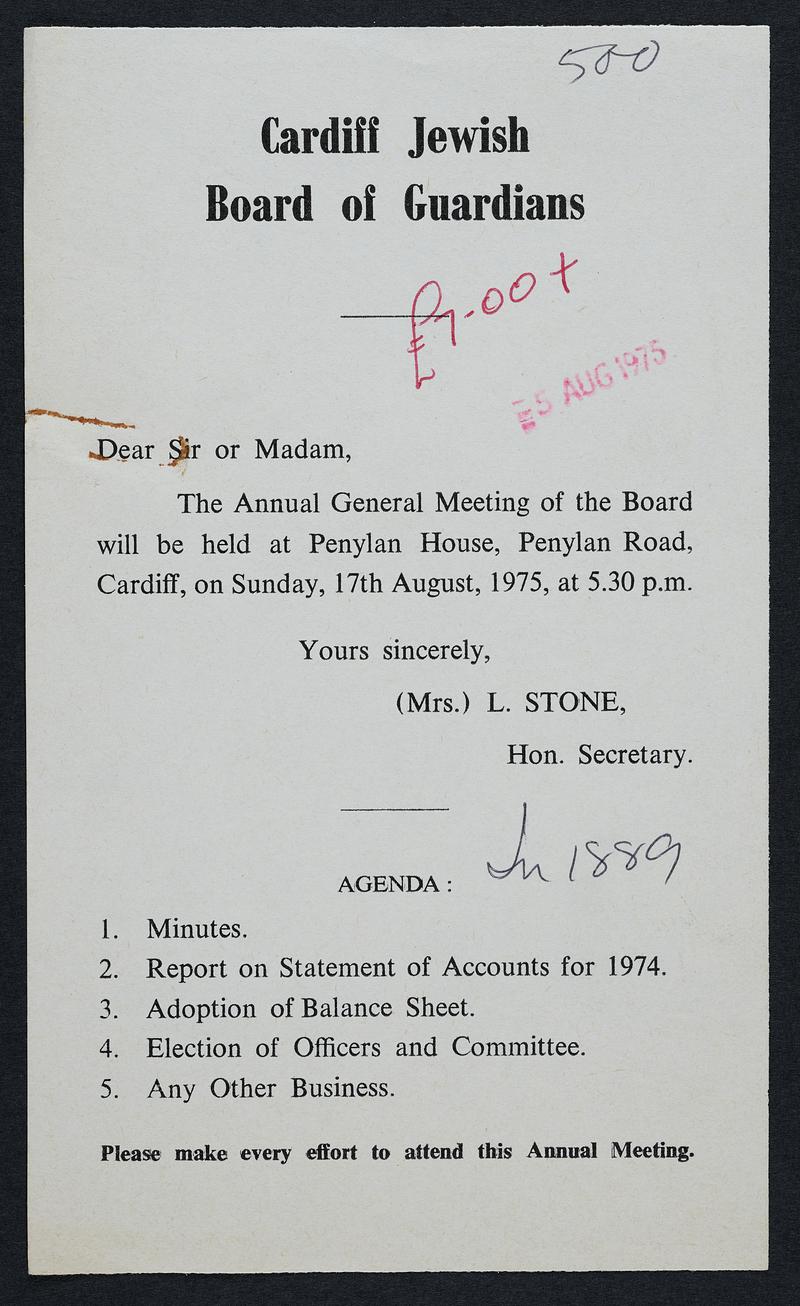 500
Cardiff Jewish
Board of Guardians
£7.00+
5 AUG 1975
Dear Sir or Madam,
The Annual General Meeting of the Board
will be held at Penylan House, Penylan Road,
Cardiff, on Sunday, 17th August, 1975, at 5.30 p.m.
Yours sincerely,
(Mrs.) L. STONE,
Hon. Secretary.
In 1889
AGENDA :
1. Minutes.
2. Report on Statement of Accounts for 1974.
3. Adoption of Balance Sheet.
4. Election of Officers and Committee.
5. Any Other Business.
Please make every effort to attend this Annual Meeting.